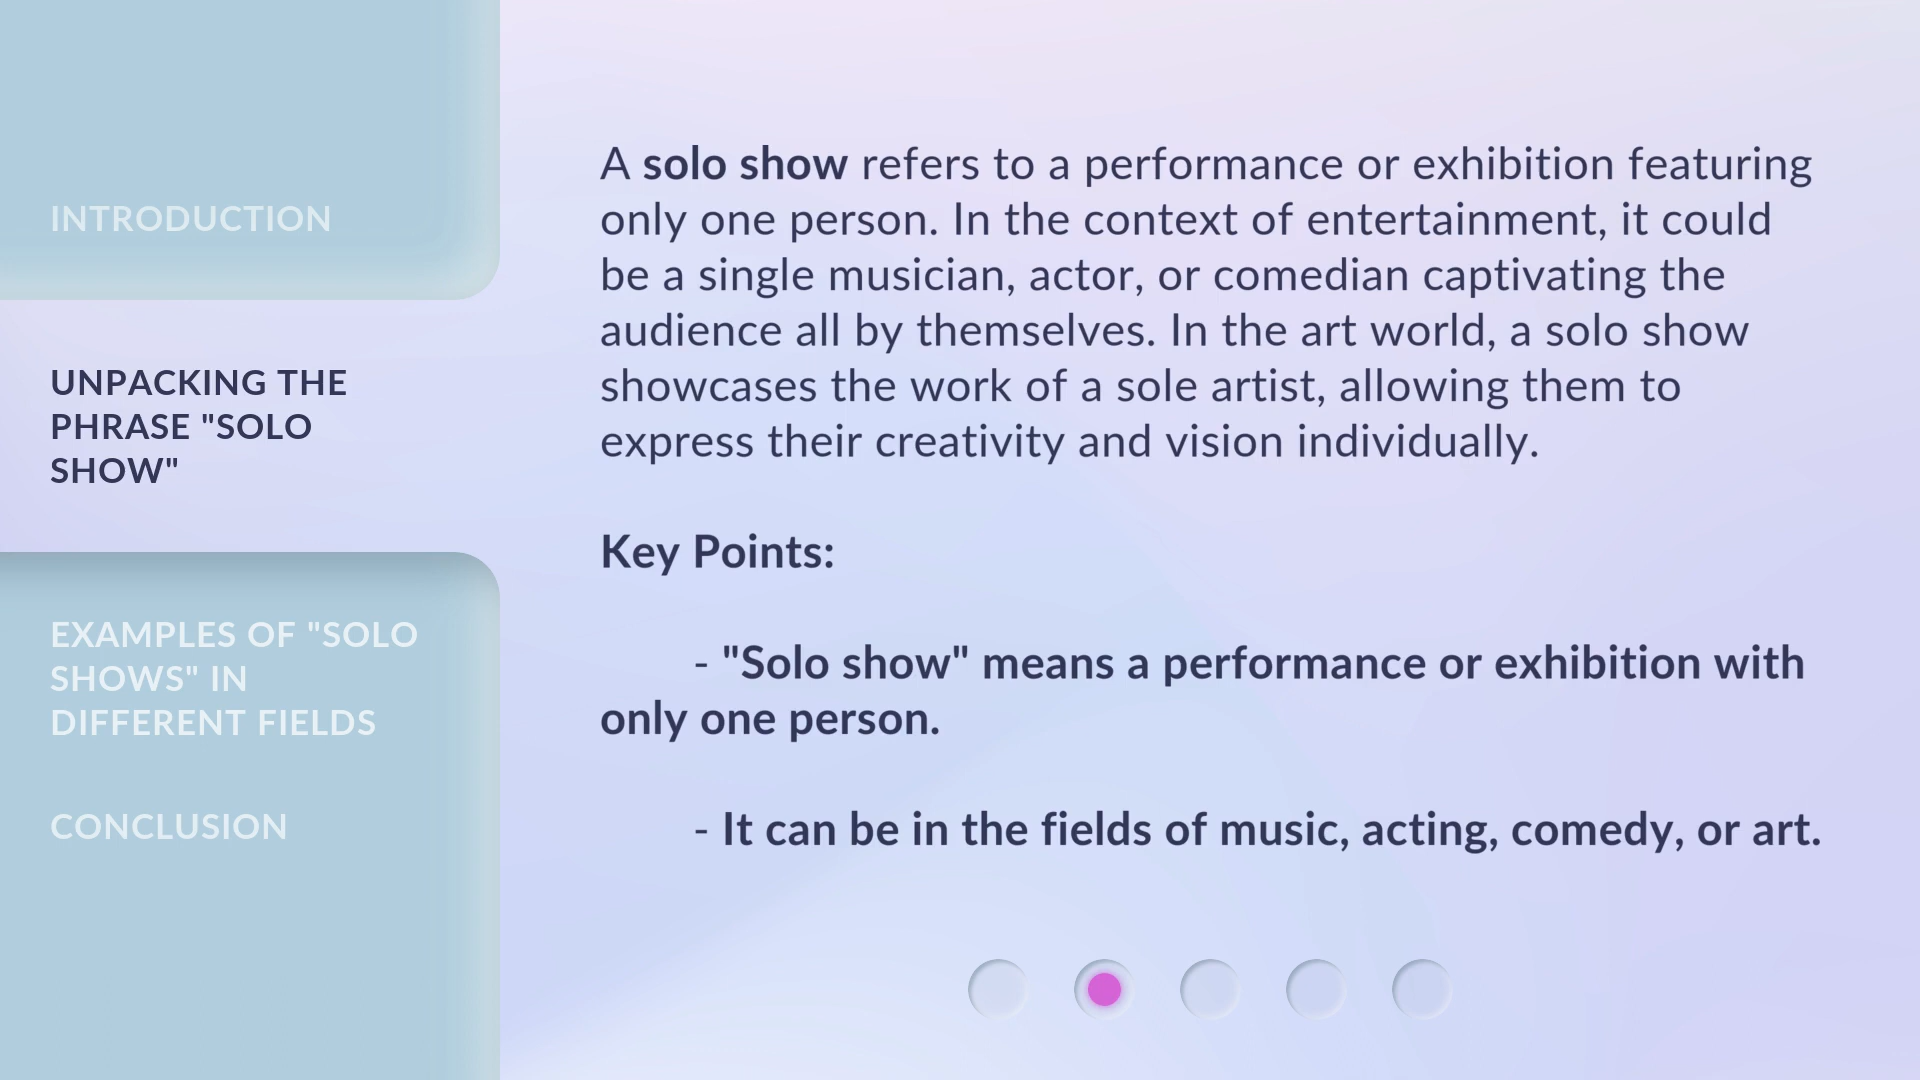 INTRODUCTION
UNPACKING THE
PHRASE "SOLO
SHOW"
EXAMPLES OF "SOLO
SHOWS" IN
DIFFERENT FIELDS
CONCLUSION
A solo show refers to a performance or exhibition featuring
only one person. In the context of entertainment, it could
be a single musician, actor, or comedian captivating the
audience all by themselves. In the art world, a solo show
showcases the work of a sole artist, allowing them to
express their creativity and vision individually.
Key Points:
- "Solo show" means a performance or exhibition with
only one person.
- It can be in the fields of music, acting, comedy, or art.